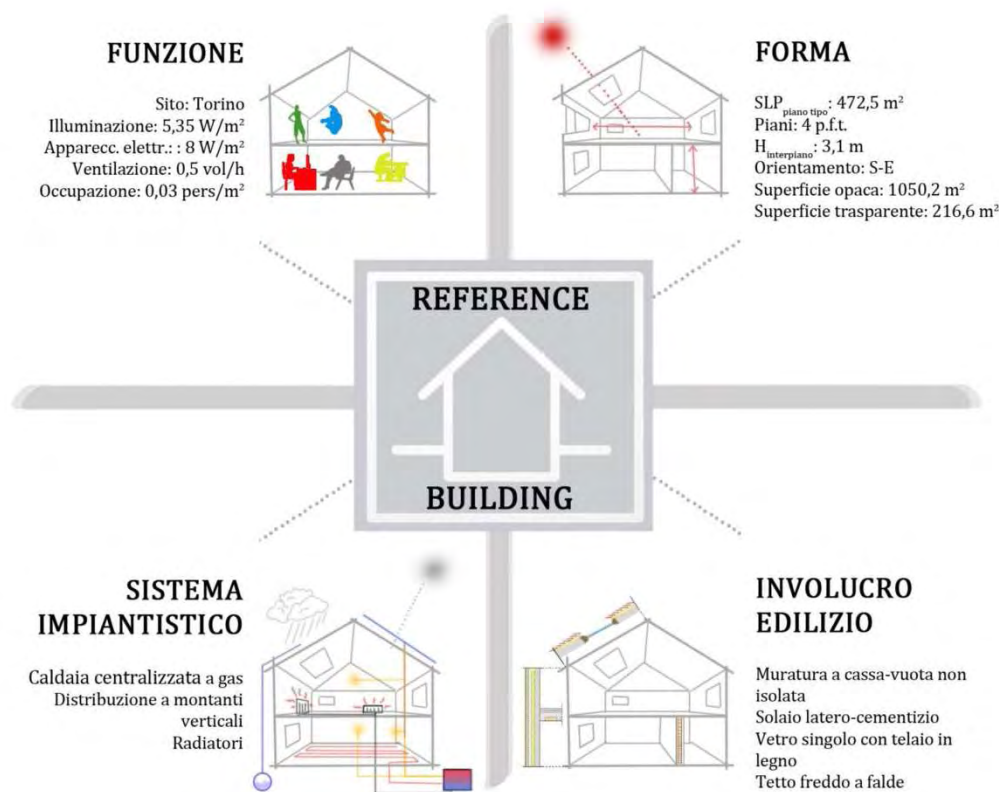 FUNZIONE
Sito: Torino
Illuminazione: 5,35 W/m²
Apparecc. elettr.: : 8 W/m²
Ventilazione: 0,5 vol/h
Occupazione: 0,03 pers/m²
FORMA
SLP piano tipo: 472,5 m²
Piani: 4 p.f.t.
H interpiano: 3,1 m
Orientamento: S-E
Superficie opaca: 1050,2 m²
Superficie trasparente: 216,6 m²
REFERENCE
BUILDING
SISTEMA
IMPIANTISTICO
Caldaia centralizzata a gas
Distribuzione a montanti
verticali
Radiatori
INVOLUCRO
EDILIZIO
Muratura a cassa-vuota non
isolata
Solaio latero-cementizio
Vetro singolo con telaio in
legno
Tetto freddo a falde